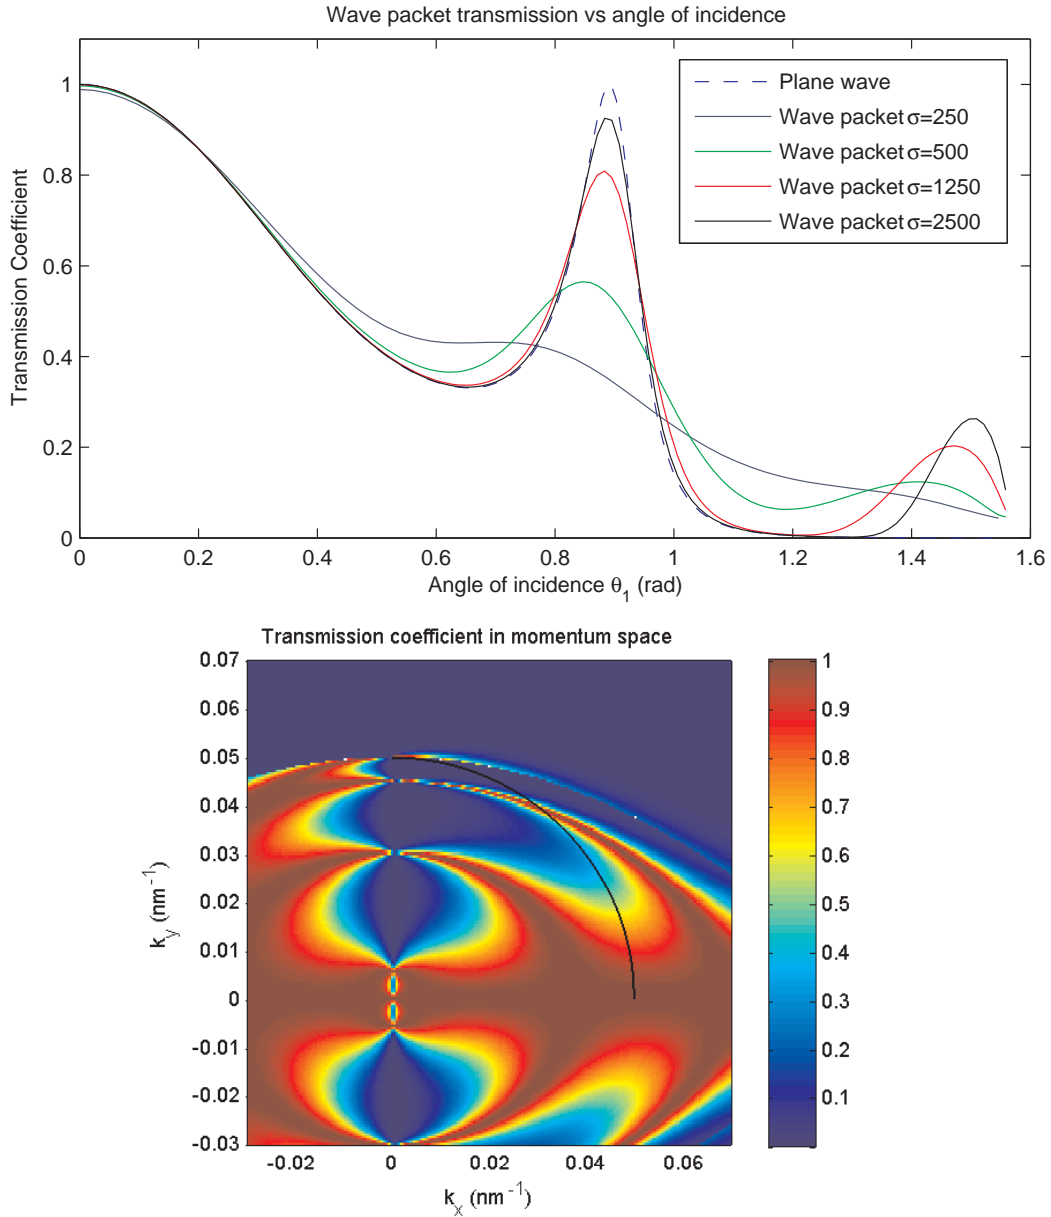 Wave packet transmission vs angle of incidence
Transmission Coefficient
1
0.8
0.6
0.4
0.2
0
Plane wave
Wave packet σ=250
Wave packet σ=500
Wave packet σ=1250
Wave packet σ=2500
0 0.2 0.4 0.6 0.8 1 1.2 1.4 1.6
Angle of incidence θ₁ (rad)
Transmission coefficient in momentum space
k_y (nm⁻¹)
0.07
0.06
0.05
0.04
0.03
0.02
0.01
0
-0.01
-0.02
-0.03
-0.02 0 0.02 0.04 0.06
k_x (nm⁻¹)
1
0.9
0.8
0.7
0.6
0.5
0.4
0.3
0.2
0.1